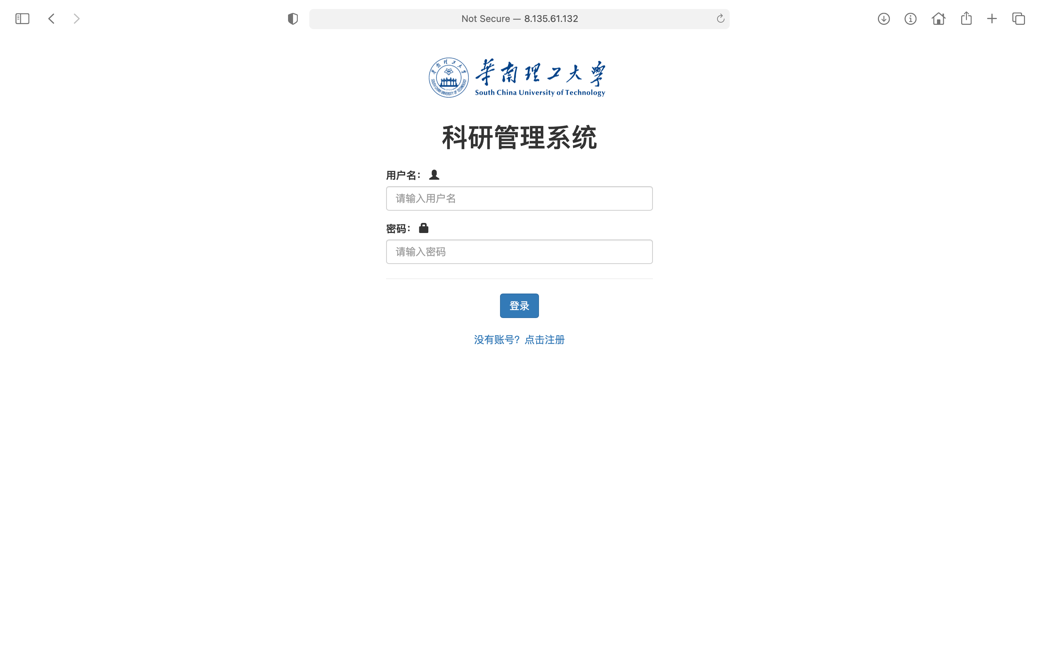 Not Secure — 8.135.61.132
華南理工大學
South China University of Technology
科研管理系统
用户名：
请输入用户名
密码：
请输入密码
登录
没有账号？点击注册